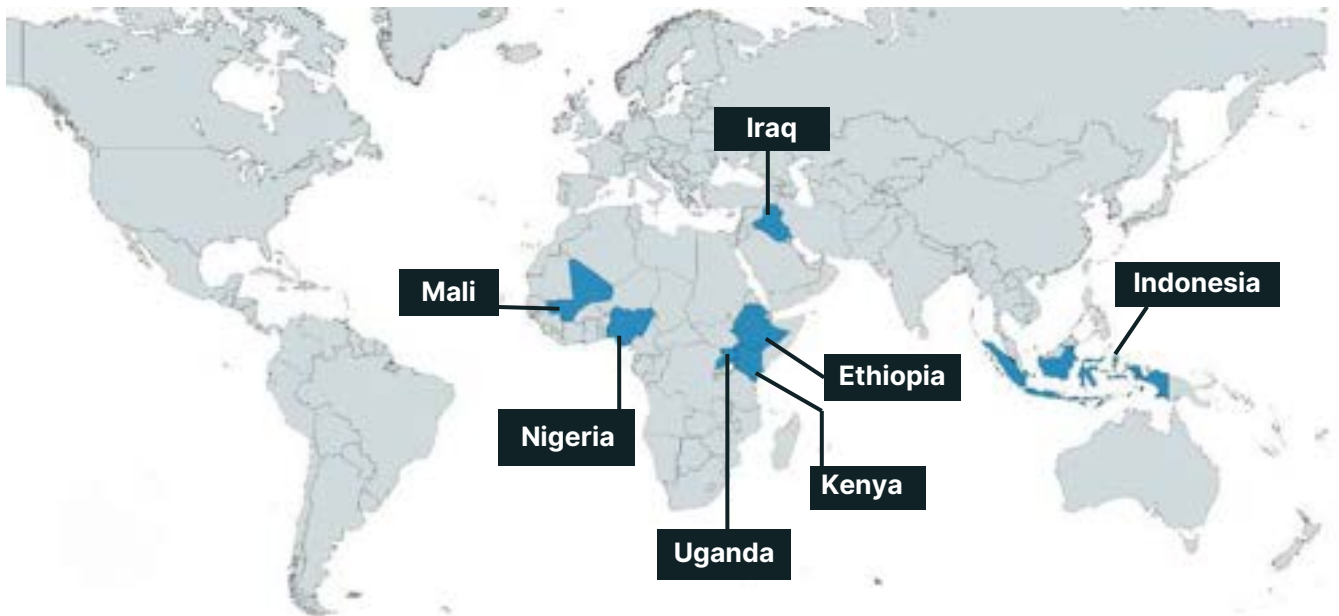 Iraq
Indonesia
Mali
Ethiopia
Nigeria
Kenya
Uganda